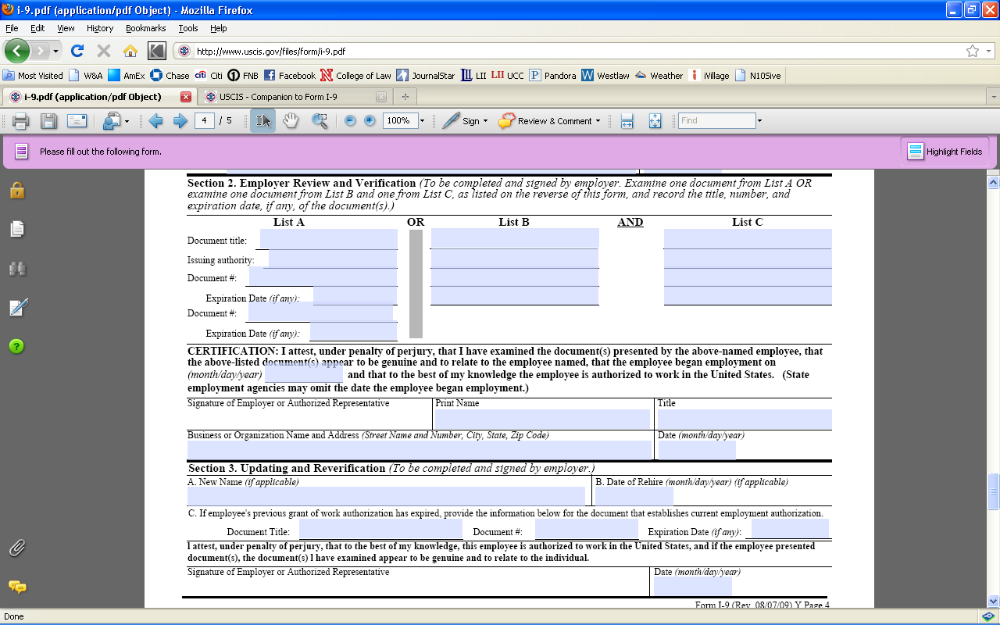 i-9.pdf (application/pdf Object) - Mozilla Firefox
File Edit View History Bookmarks Tools Help
http://www.uscis.gov/files/form/i-9.pdf
Most Visited W&A AmEx Chase citi Citi FNB Facebook College of Law JournalStar LII LII UCC Pandora Westlaw Weather iVillage N10Sive
i-9.pdf (application/pdf Object) USCIS - Companion to Form I-9
4 / 5 100% Sign Review & Comment Find
Please fill out the following form. Highlight Fields
Section 2. Employer Review and Verification (To be completed and signed by employer. Examine one document from List A OR
examine one document from List B and one from List C, as listed on the reverse of this form, and record the title, number, and
expiration date, if any, of the document(s).)
List A OR List B AND List C
Document title:
Issuing authority:
Document #:
Expiration Date (if any):
Document #:
Expiration Date (if any):
CERTIFICATION: I attest, under penalty of perjury, that I have examined the document(s) presented by the above-named employee, that
the above-listed document(s) appear to be genuine and to relate to the employee named, that the employee began employment on
(month/day/year) and that to the best of my knowledge the employee is authorized to work in the United States. (State
employment agencies may omit the date the employee began employment.)
Signature of Employer or Authorized Representative Print Name Title
Business or Organization Name and Address (Street Name and Number, City, State, Zip Code) Date (month/day/year)
Section 3. Updating and Reverification (To be completed and signed by employer.)
A. New Name (if applicable) B. Date of Rehire (month/day/year) (if applicable)
C. If employee's previous grant of work authorization has expired, provide the information below for the document that establishes current employment authorization.
Document Title: Document #: Expiration Date (if any):
l attest, under penalty of perjury, that to the best of my knowledge, this employee is authorized to work in the United States, and if the employee presented
document(s), the document(s) l have examined appear to be genuine and to relate to the individual.
Signature of Employer or Authorized Representative Date (month/day/year)
Form I-9 (Rev. 08/07/09) Y Page 4
Done